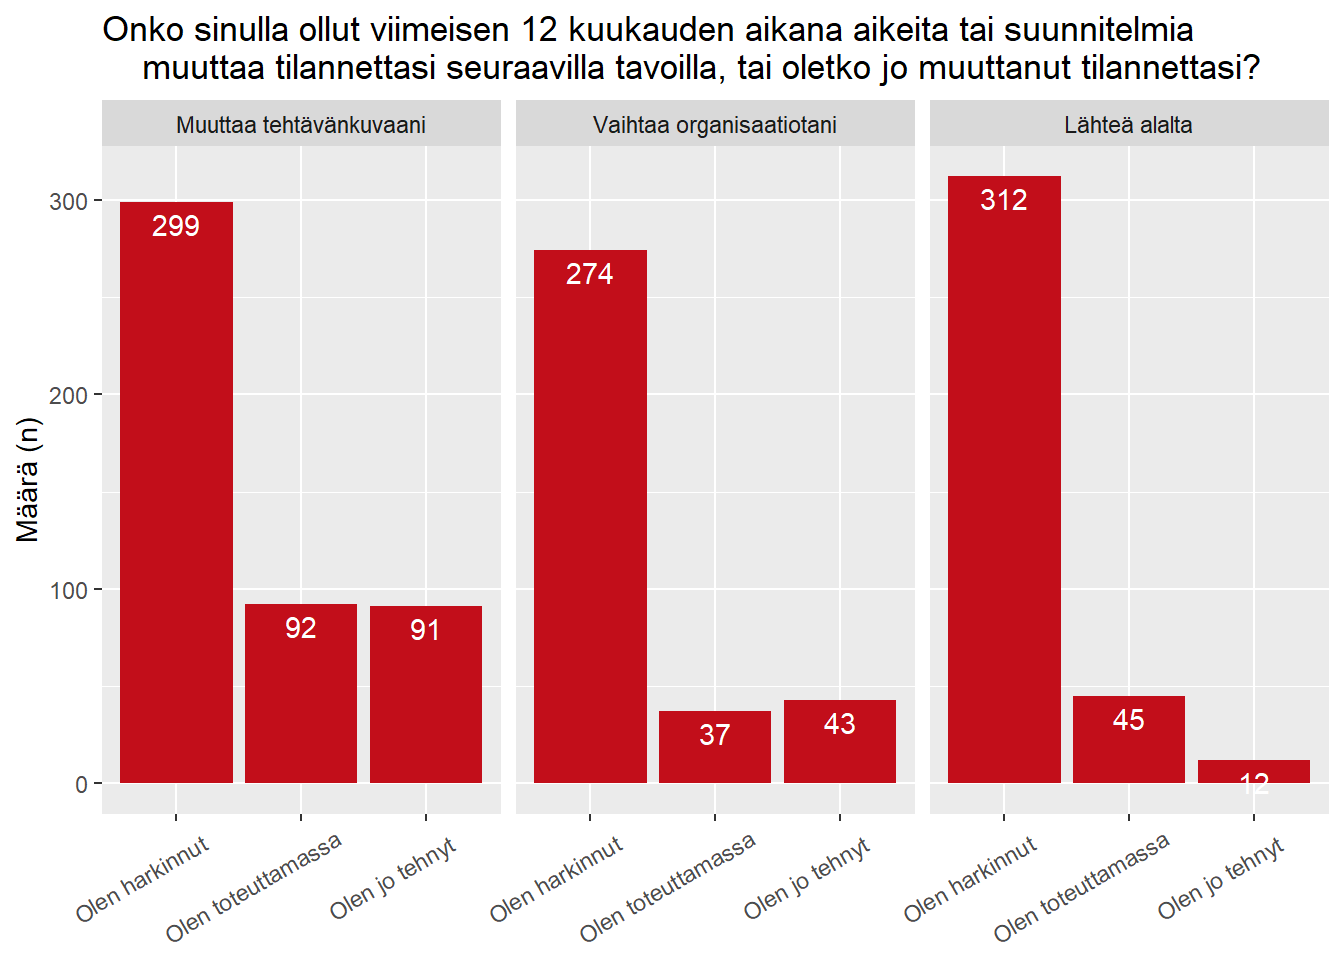 Onko sinulla ollut viimeisen 12 kuukauden aikana aikeita tai suunnitelmia
muuttaa tilannettasi seuraavilla tavoilla, tai oletko jo muuttanut tilannettasi?
Muuttaa tehtävänkuvaani
Vaihtaa organisaatiotani
Lähteä alalta
Määrä (n)
300
200
100
0
299
92
91
274
37
43
312
45
12
Olen harkinnut
Olen toteuttamassa
Olen jo tehnyt
Olen harkinnut
Olen toteuttamassa
Olen jo tehnyt
Olen harkinnut
Olen toteuttamassa
Olen jo tehnyt